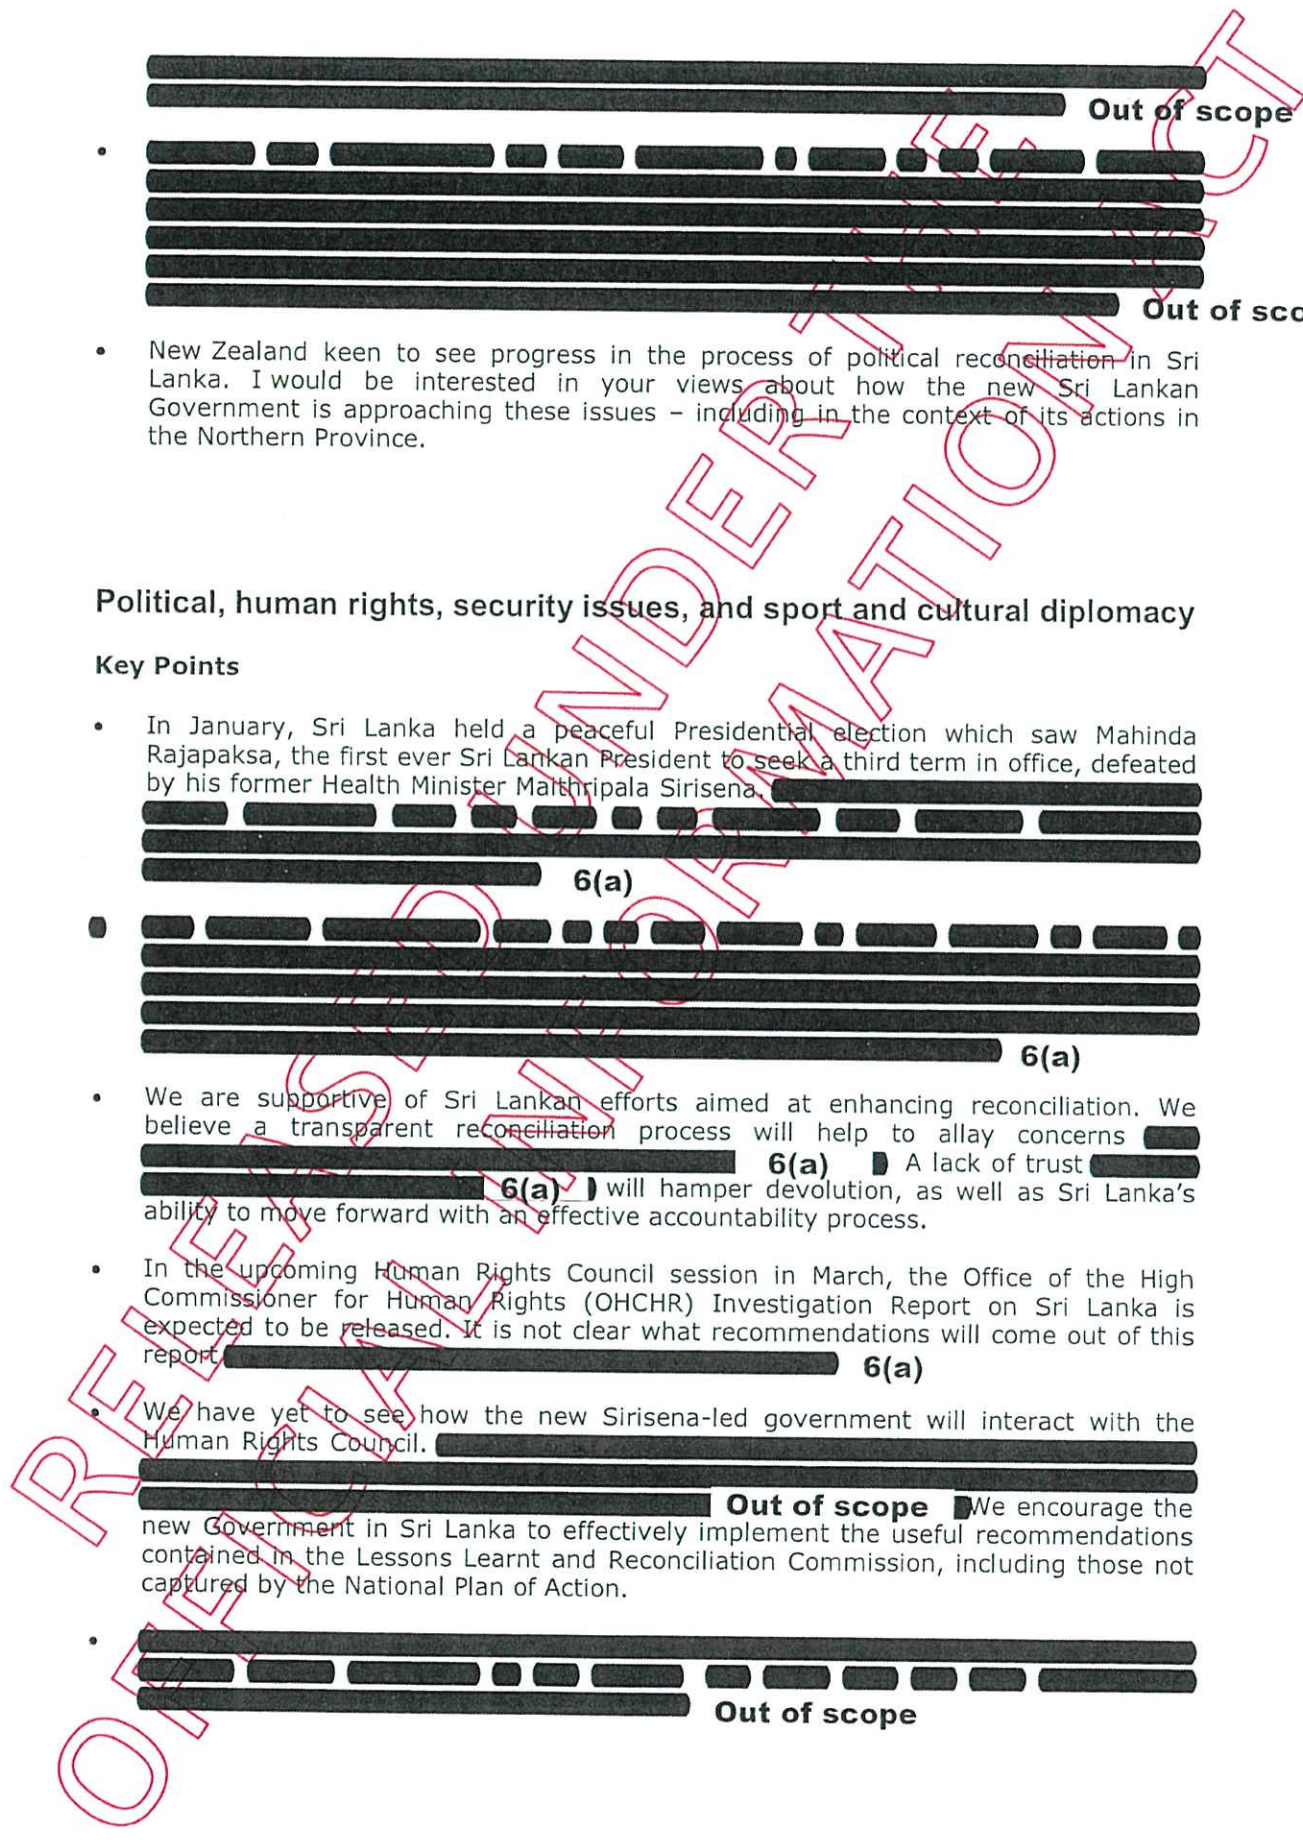 Out of scope
Out of sco
• New Zealand keen to see progress in the process of political reconciliation in Sri
Lanka. I would be interested in your views about how the new Sri Lankan
Government is approaching these issues – including in the context of its actions in
the Northern Province.
Political, human rights, security issues, and sport and cultural diplomacy
Key Points
• In January, Sri Lanka held a peaceful Presidential election which saw Mahinda
Rajapaksa, the first ever Sri Lankan President to seek a third term in office, defeated
by his former Health Minister Maithripala Sirisena.
6(a)
6(a)
• We are supportive of Sri Lankan efforts aimed at enhancing reconciliation. We
believe a transparent reconciliation process will help to allay concerns
6(a) A lack of trust
6(a) will hamper devolution, as well as Sri Lanka's
ability to move forward with an effective accountability process.
• In the upcoming Human Rights Council session in March, the Office of the High
Commissioner for Human Rights (OHCHR) Investigation Report on Sri Lanka is
expected to be released. It is not clear what recommendations will come out of this
report
6(a)
• We have yet to see how the new Sirisena-led government will interact with the
Human Rights Council.
Out of scope We encourage the
new Government in Sri Lanka to effectively implement the useful recommendations
contained in the Lessons Learnt and Reconciliation Commission, including those not
captured by the National Plan of Action.
•
Out of scope
RELEASED UNDER THE
OFFICIAL INFORMATION ACT